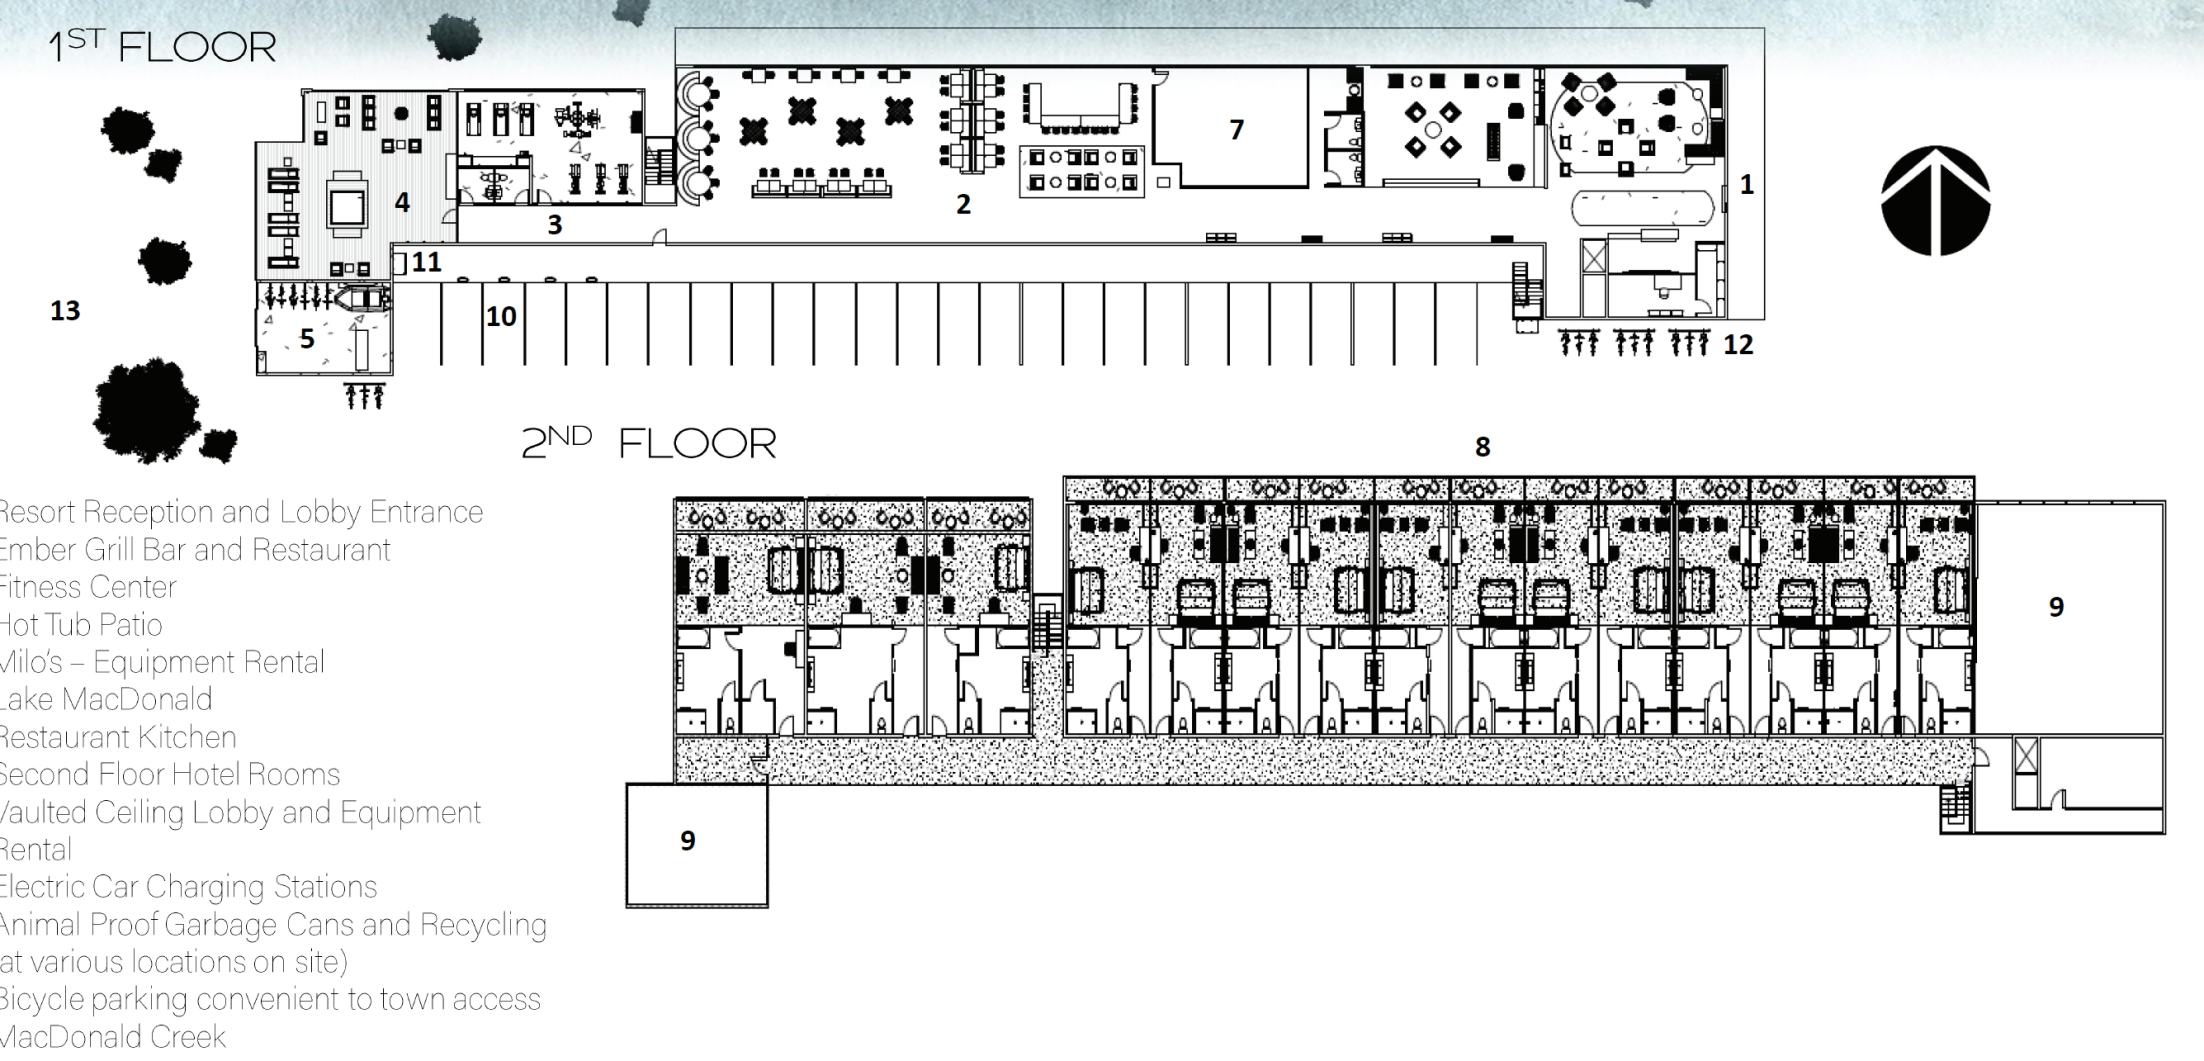 1ST FLOOR
7
1
4
2
3
11
13
10
5
12
2ND FLOOR
8
Resort Reception and Lobby Entrance
Ember Grill Bar and Restaurant
Fitness Center
Hot Tub Patio
9
Milo's – Equipment Rental
Lake MacDonald
Restaurant Kitchen
Second Floor Hotel Rooms
Vaulted Ceiling Lobby and Equipment
Rental
9
Electric Car Charging Stations
Animal Proof Garbage Cans and Recycling
at various locations on site)
Bicycle parking convenient to town access
MacDonald Creek